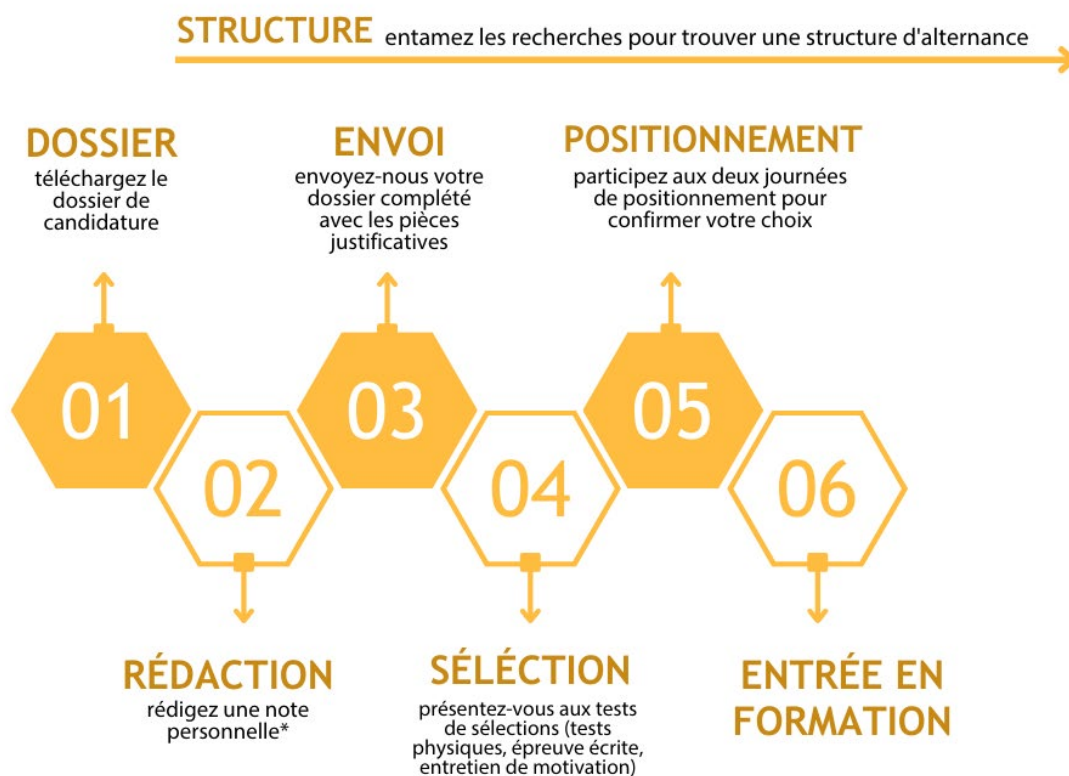 STRUCTURE entamez les recherches pour trouver une structure d'alternance
DOSSIER
téléchargez le
dossier de
candidature
ENVOI
envoyez-nous votre
dossier complété
avec les pièces
justificatives
POSITIONNEMENT
participez aux deux journées
de positionnement pour
confirmer votre choix
01
02
03
04
05
06
RÉDACTION
rédigez une note
personnelle*
SÉLÉCTION
présentez-vous aux tests
de sélections (tests
physiques, épreuve écrite,
entretien de motivation)
ENTRÉE EN
FORMATION